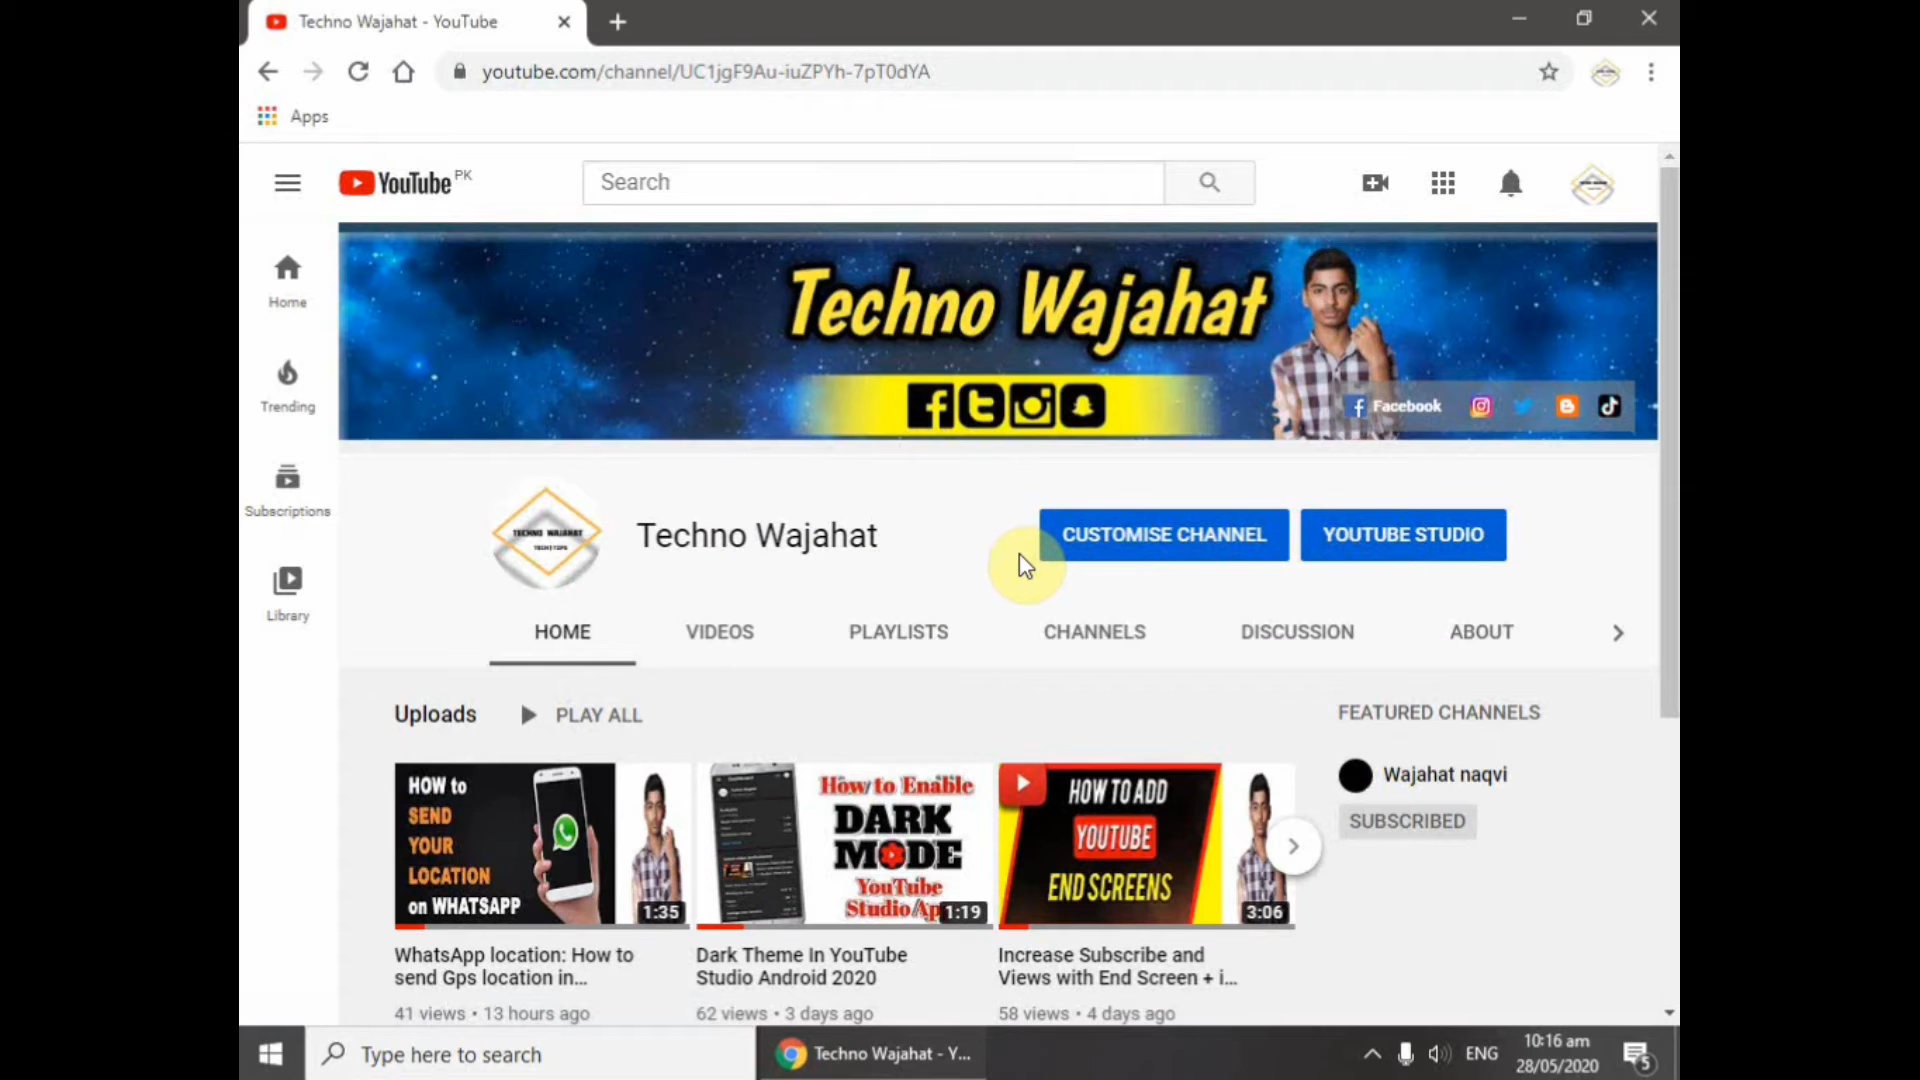 Techno Wajahat - YouTube
youtube.com/channel/UC1jgF9Au-iuZPYh-7pT0dYA
Apps
YouTube PK
Search
Home
Trending
Subscriptions
Library
Techno Wajahat
Facebook
TECHNO WAJAHAT
Techno Wajahat
CUSTOMISE CHANNEL
YOUTUBE STUDIO
HOME
VIDEOS
PLAYLISTS
CHANNELS
DISCUSSION
ABOUT
Uploads
PLAY ALL
FEATURED CHANNELS
Wajahat naqvi
SUBSCRIBED
HOW to
SEND
YOUR
LOCATION
on WHATSAPP
1:35
How to Enable
DARK
MODE
YouTube
Studio Ap
1:19
HOW TO ADD
YOUTUBE
END SCREENS
3:06
WhatsApp location: How to
send Gps location in...
41 views • 13 hours ago
Dark Theme In YouTube
Studio Android 2020
62 views • 3 days ago
Increase Subscribe and
Views with End Screen + i...
58 views • 4 days ago
Type here to search
Techno Wajahat - Y...
ENG
10:16 am
28/05/2020
5